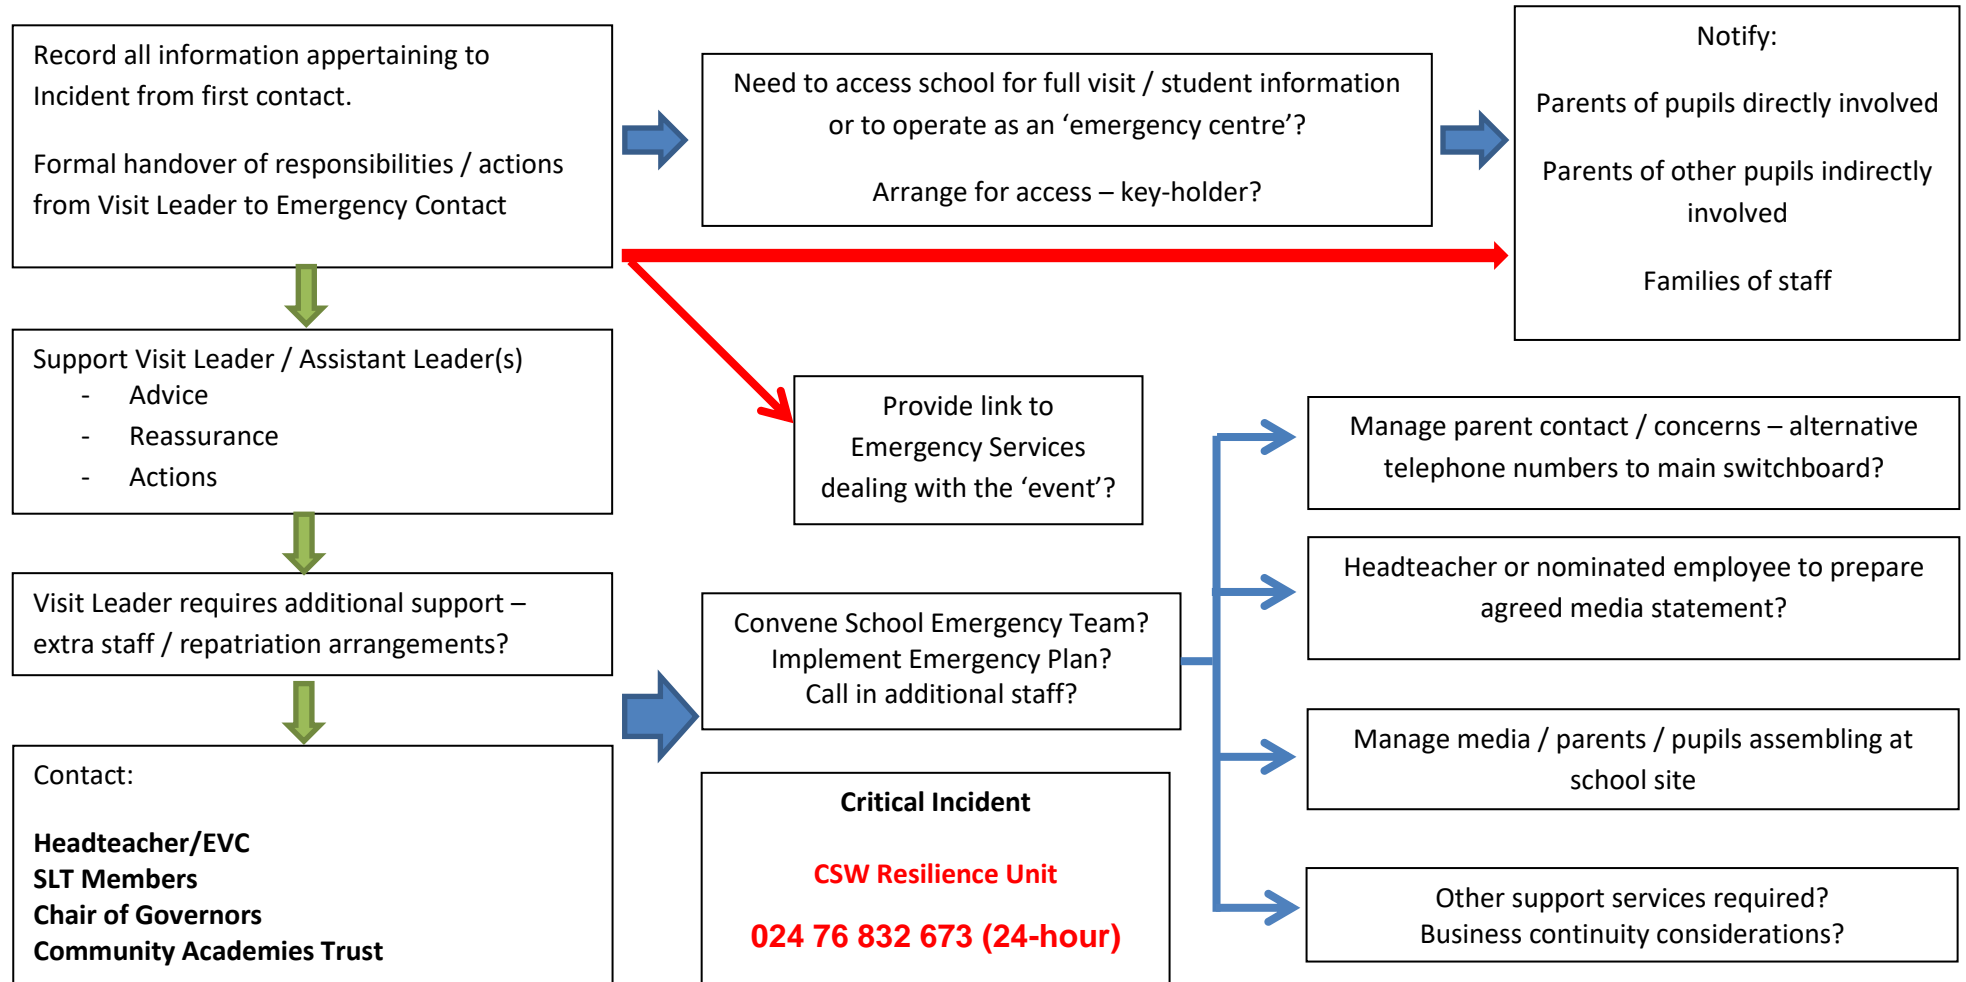 Record all information appertaining to
Incident from first contact.
Formal handover of responsibilities / actions
from Visit Leader to Emergency Contact
Need to access school for full visit / student information
or to operate as an ‘emergency centre’?
Arrange for access – key-holder?
Notify:
Parents of pupils directly involved
Parents of other pupils indirectly
involved
Families of staff
Support Visit Leader / Assistant Leader(s)
- Advice
- Reassurance
- Actions
Provide link to
Emergency Services
dealing with the ‘event’?
Manage parent contact / concerns – alternative
telephone numbers to main switchboard?
Visit Leader requires additional support –
extra staff / repatriation arrangements?
Convene School Emergency Team?
Implement Emergency Plan?
Call in additional staff?
Headteacher or nominated employee to prepare
agreed media statement?
Manage media / parents / pupils assembling at
school site
Contact:
Headteacher/EVC
SLT Members
Chair of Governors
Community Academies Trust
Critical Incident
CSW Resilience Unit
024 76 832 673 (24-hour)
Other support services required?
Business continuity considerations?